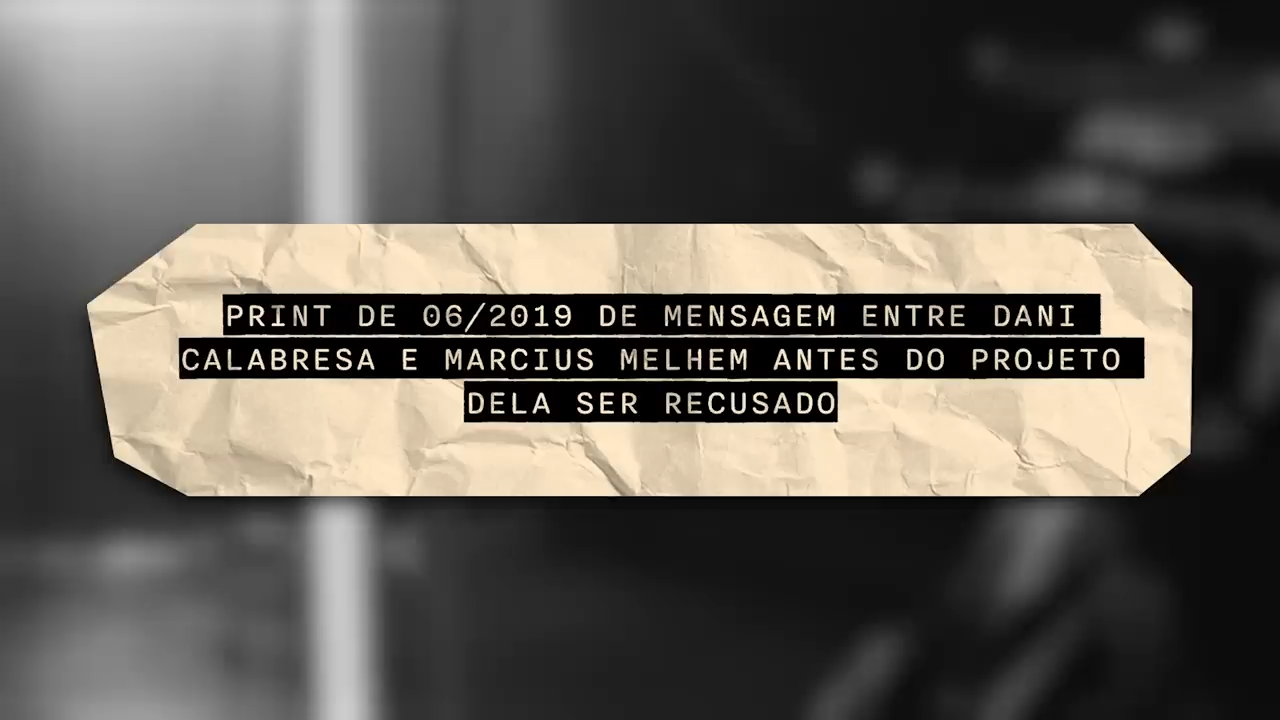 PRINT DE 06/2019 DE MENSAGEM ENTRE DANI
CALABRESA E MARCIUS MELHEM ANTES DO PROJETO
DELA SER RECUSADO